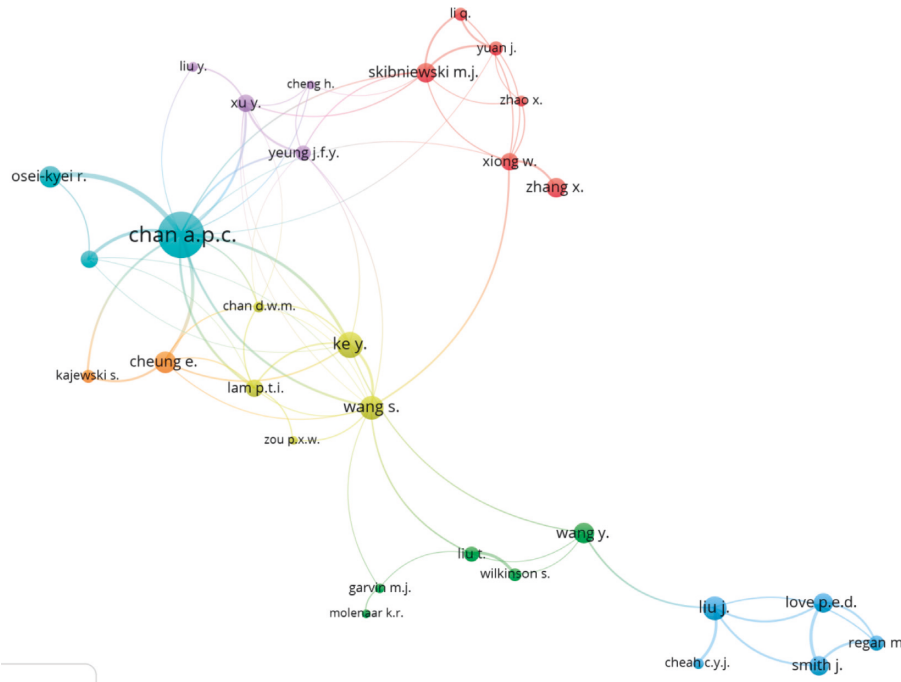 li q.
yuan j.
liu y.
skibniewski m.j.
cheng h.
xu y.
zhao x.
yeung j.f.y.
xiong w.
osei-kyei r.
zhang x.
chan a.p.c.
chan d.w.m.
ke y.
cheung e.
kajewski s.
lam p.t.i.
wang s.
zou p.x.w.
wang y.
liu t.
wilkinson s.
garvin m.j.
love p.e.d.
liu j.
molenaar k.r.
regan m
cheah c.y.j.
smith j.